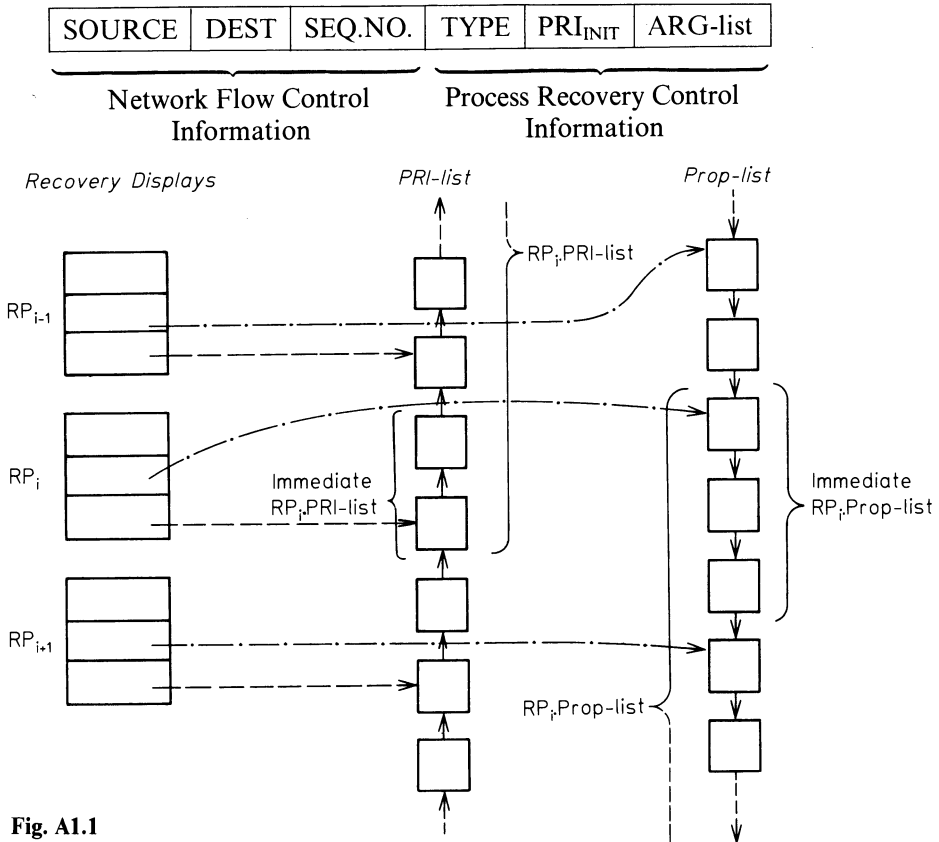 SOURCE DEST SEQ.NO. TYPE PRI_INIT ARG-list
Network Flow Control
Information
Process Recovery Control
Information
Recovery Displays
PRI-list
Prop-list
RP_i.PRI-list
RP_i-1
RP_i
Immediate
RP_i.PRI-list
Immediate
RP_i.Prop-list
RP_i+1
RP_i.Prop-list
Fig. A1.1